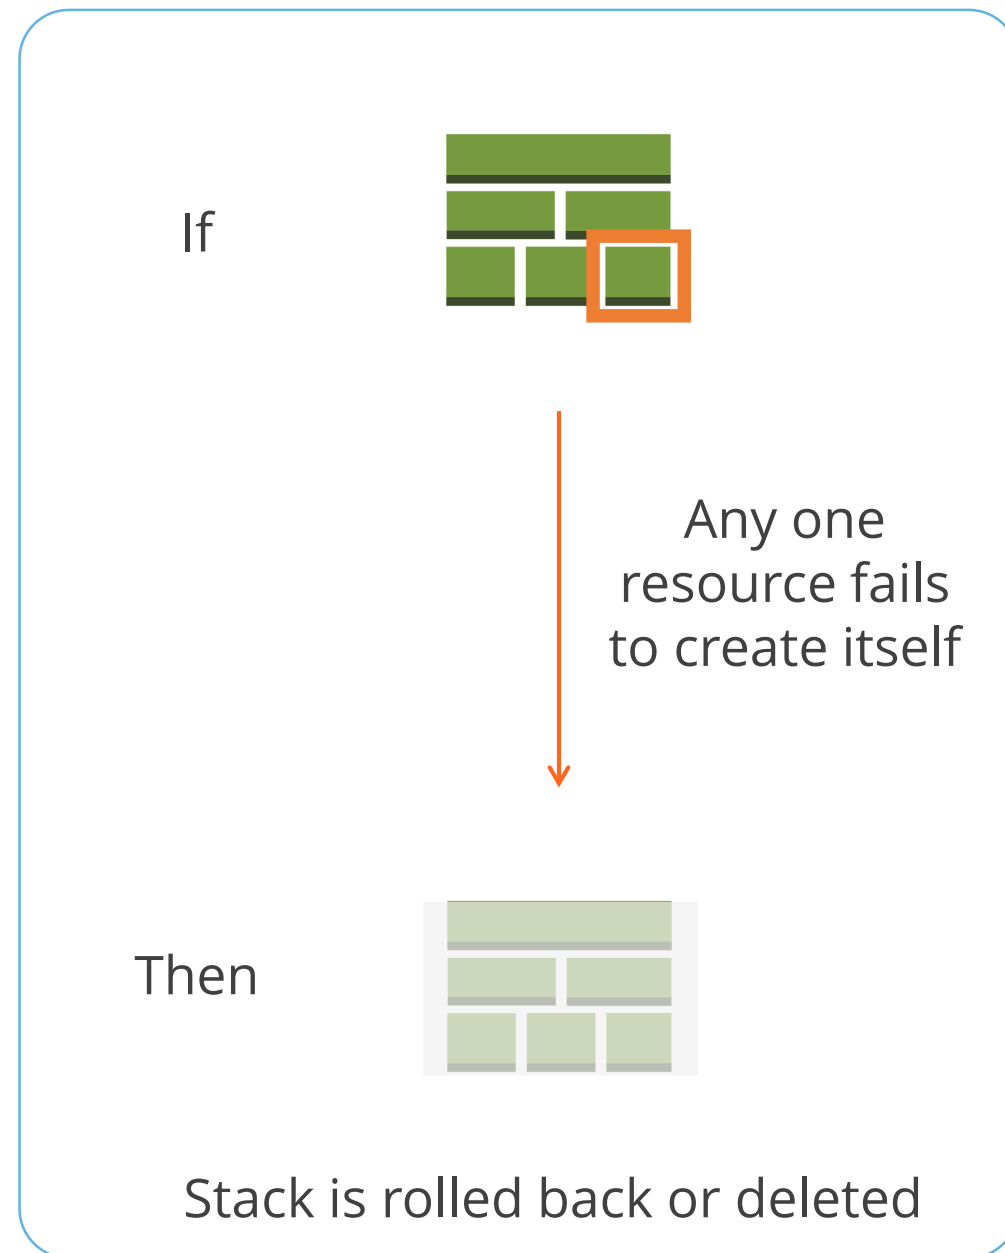 If
Any one
resource fails
to create itself
Then
Stack is rolled back or deleted